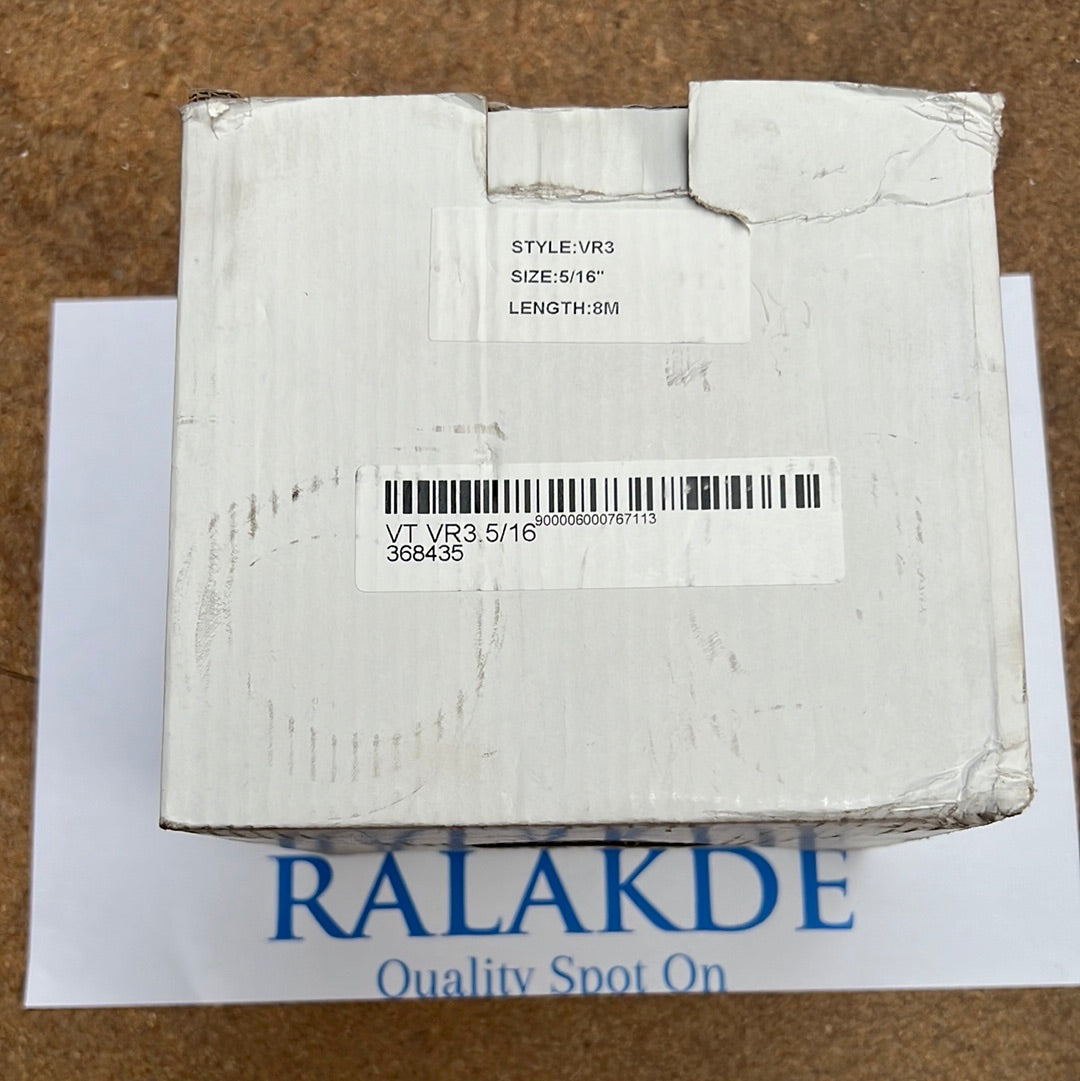 STYLE:VR3
SIZE:5/16"
LENGTH:8M
900006000767113
VT VR3.5/16
368435
RALAKDE
Quality Spot On